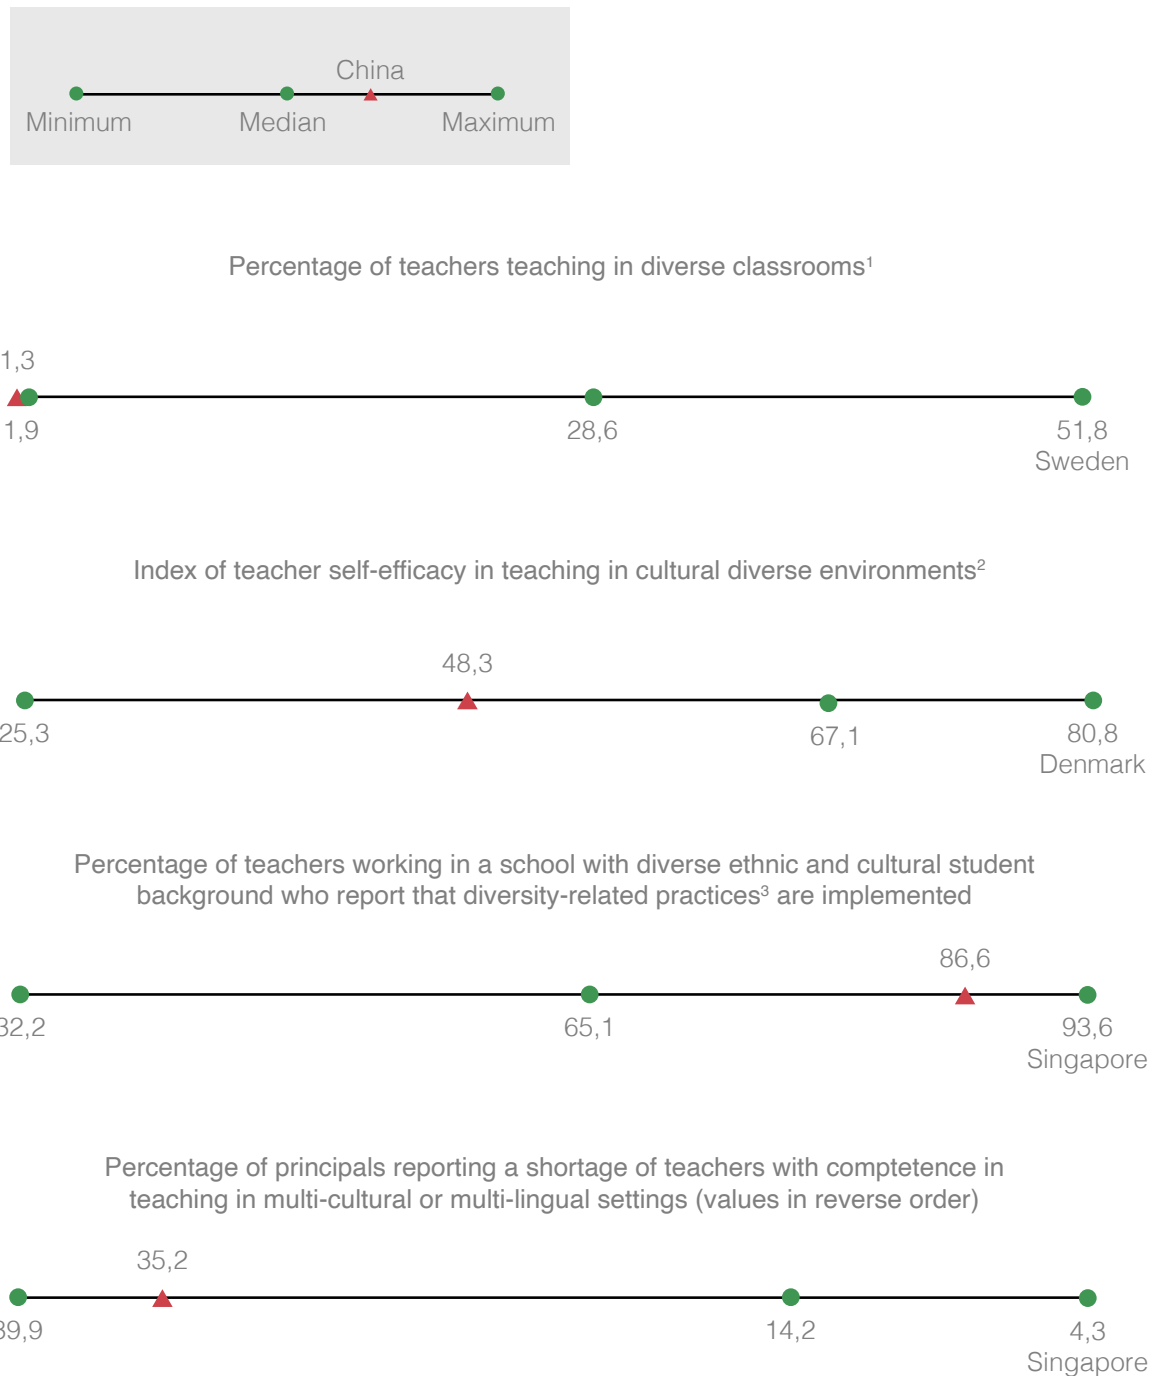 China
Minimum Median Maximum
Percentage of teachers teaching in diverse classrooms¹
1,3
1,9 28,6 51,8
Sweden
Index of teacher self-efficacy in teaching in cultural diverse environments²
48,3
25,3 67,1 80,8
Denmark
Percentage of teachers working in a school with diverse ethnic and cultural student
background who report that diversity-related practices³ are implemented
86,6
32,2 65,1 93,6
Singapore
Percentage of principals reporting a shortage of teachers with comptetence in
teaching in multi-cultural or multi-lingual settings (values in reverse order)
35,2
39,9 14,2 4,3
Singapore